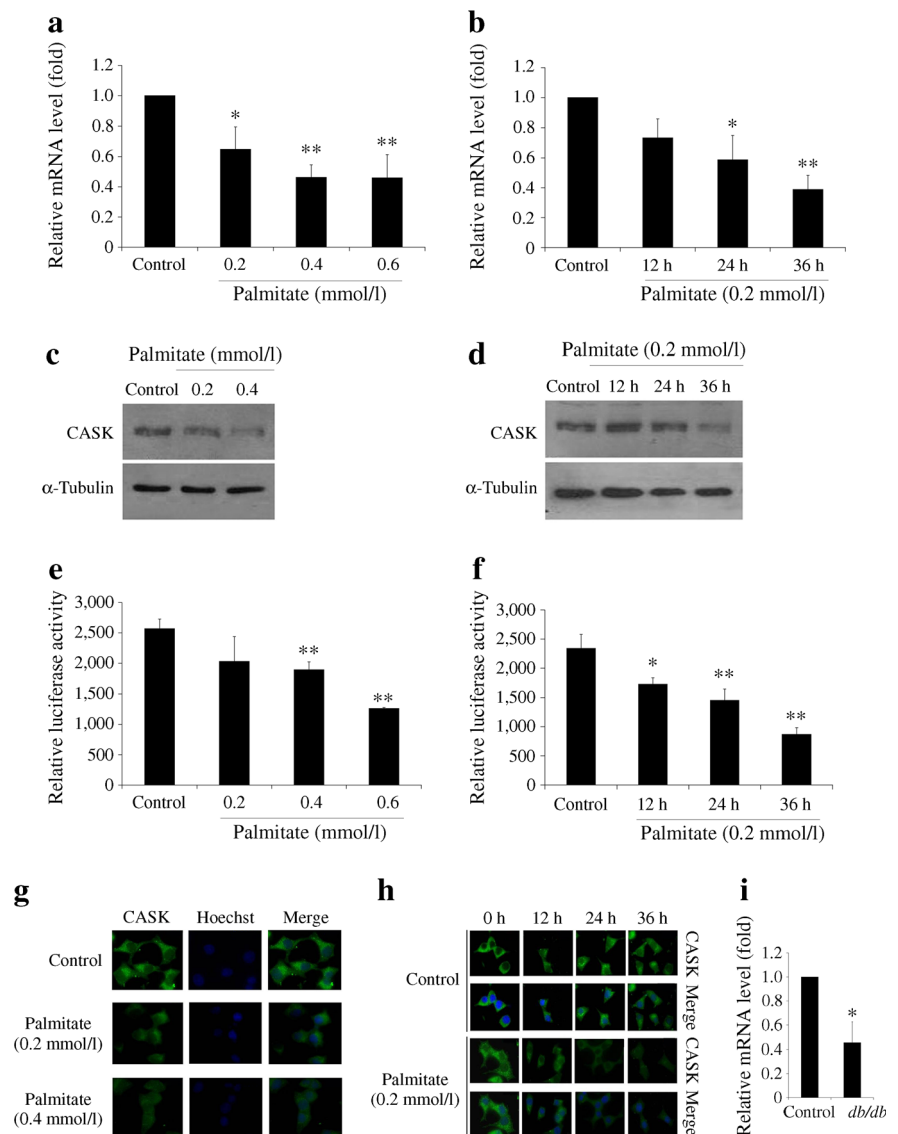 a
Relative mRNA level (fold)
1.2
1.0
0.8
0.6
0.4
0.2
0
*
**
**
Control
0.2
0.4
0.6
Palmitate (mmol/l)
b
Relative mRNA level (fold)
1.2
1.0
0.8
0.6
0.4
0.2
0
*
**
Control
12 h
24 h
36 h
Palmitate (0.2 mmol/l)
c
Palmitate (mmol/l)
Control 0.2 0.4
CASK
α-Tubulin
d
Palmitate (0.2 mmol/l)
Control 12 h 24 h 36 h
CASK
α-Tubulin
e
Relative luciferase activity
3,000
2,500
2,000
1,500
1,000
500
0
**
**
Control
0.2
0.4
0.6
Palmitate (mmol/l)
f
Relative luciferase activity
3,000
2,500
2,000
1,500
1,000
500
0
*
**
**
Control
12 h
24 h
36 h
Palmitate (0.2 mmol/l)
g
CASK Hoechst Merge
Control
Palmitate
(0.2 mmol/l)
Palmitate
(0.4 mmol/l)
h
0 h 12 h 24 h 36 h
Control
Palmitate
(0.2 mmol/l)
CASK
Merge
CASK
Merge
i
Relative mRNA level (fold)
1.2
1.0
0.8
0.6
0.4
0.2
0
*
Control
db/db